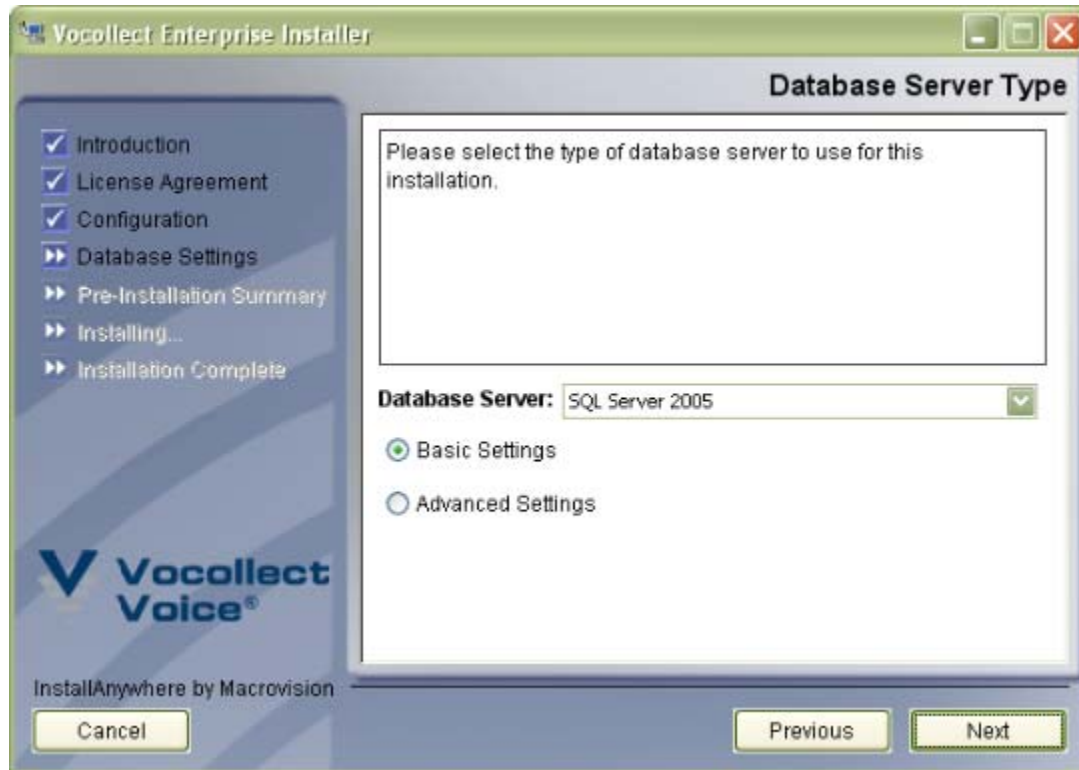 Vocollect Enterprise Installer
Database Server Type
Introduction
License Agreement
Configuration
Database Settings
Pre-Installation Summary
Installing...
Installation Complete
Please select the type of database server to use for this
installation.
Database Server: SQL Server 2005
Basic Settings
Advanced Settings
Vocollect
Voice®
InstallAnywhere by Macrovision
Cancel
Previous
Next